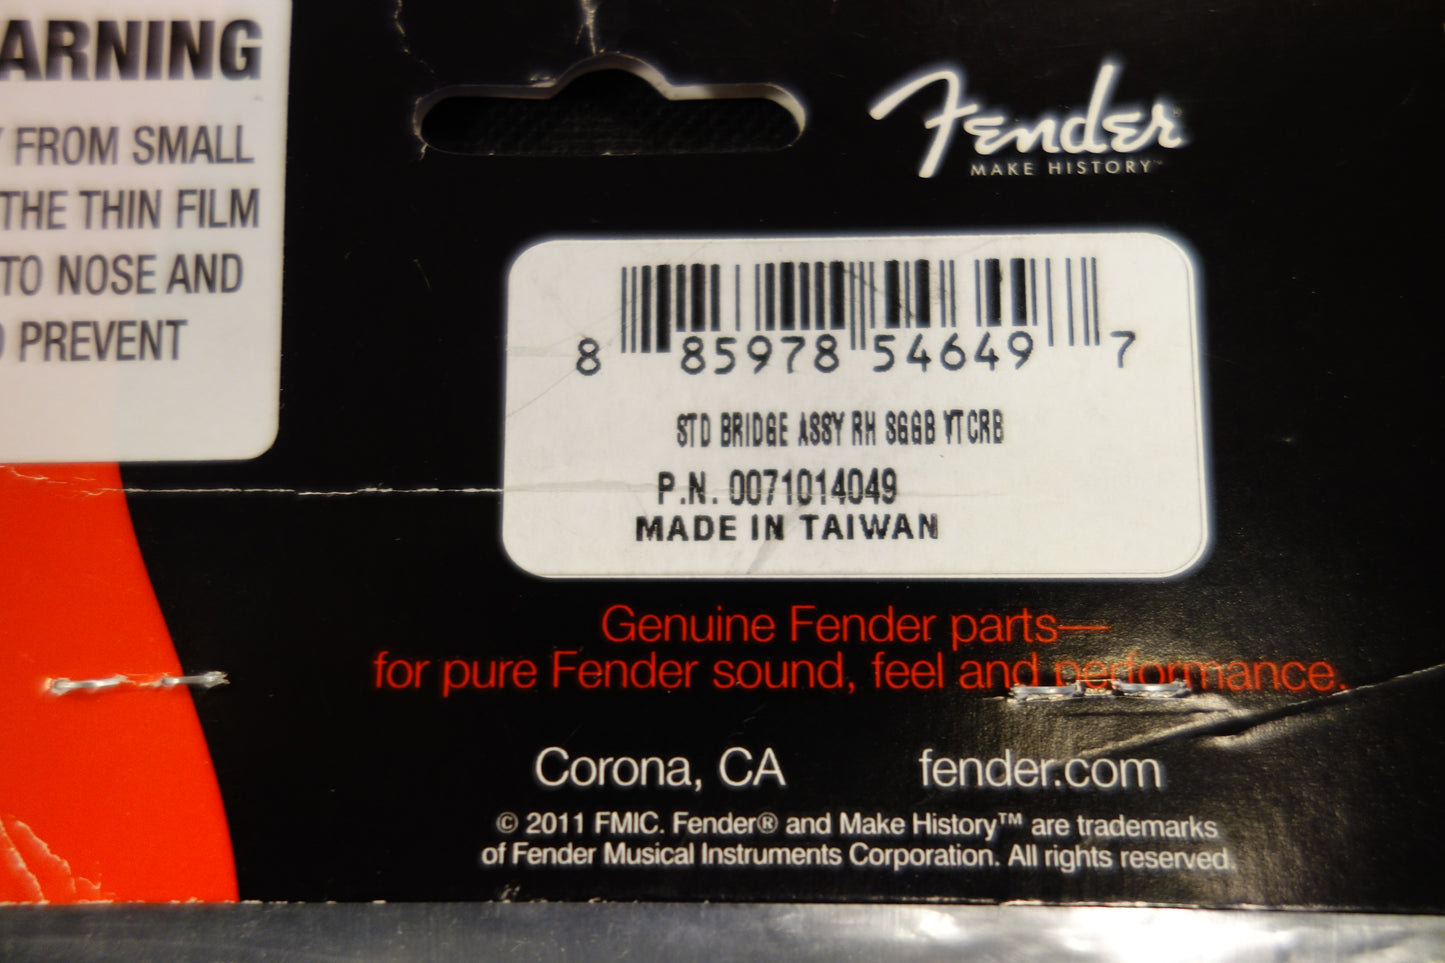 ARNING
FROM SMALL
THE THIN FILM
TO NOSE AND
PREVENT
Fender
MAKE HISTORY™
8 85978 54649 7
STD BRIDGE ASSY RH SGGB YTCRB
P.N. 0071014049
MADE IN TAIWAN
Genuine Fender parts—
for pure Fender sound, feel and performance.
Corona, CA fender.com
© 2011 FMIC. Fender® and Make History™ are trademarks
of Fender Musical Instruments Corporation. All rights reserved.